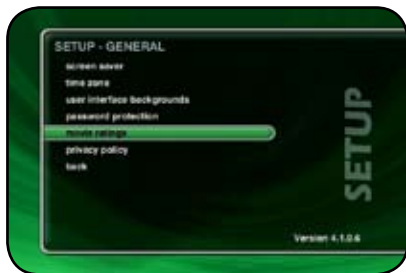 SETUP - GENERAL
screen saver
time zone
user interface backgrounds
password protection
movie ratings
privacy policy
back
SETUP
Version 4.1.0.6